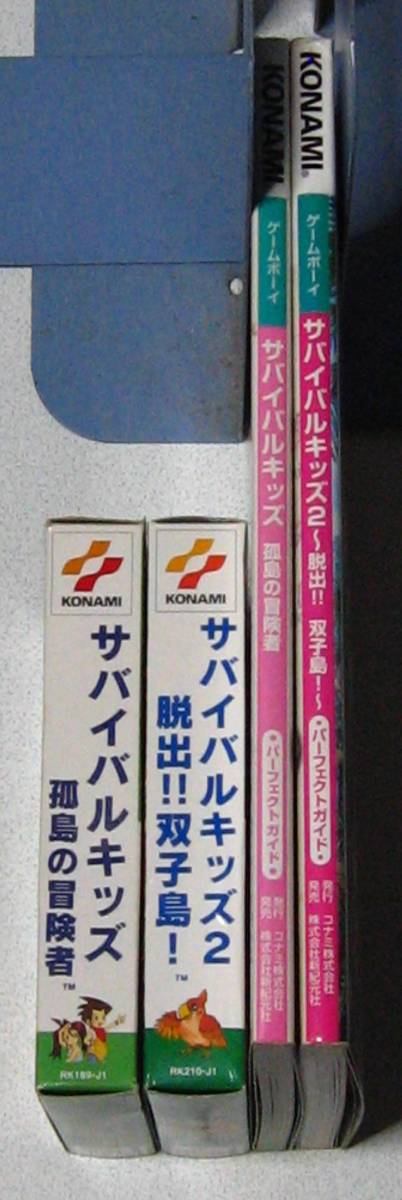 KONAMI
サバイバルキッズ
孤島の冒険者
TM
RK189-J1
KONAMI
サバイバルキッズ2
脱出!!双子島!
TM
RK210-J1
KONAMI
ゲームボーイ
サバイバルキッズ 孤島の冒険者
•パーフェクトガイド•
発行 コナミ株式会社
発売 株式会社新紀元社
KONAMI®
ゲームボーイ
サバイバルキッズ2〜脱出!! 双子島!〜
•パーフェクトガイド•
発行 コナミ株式会社
発売 株式会社新紀元社